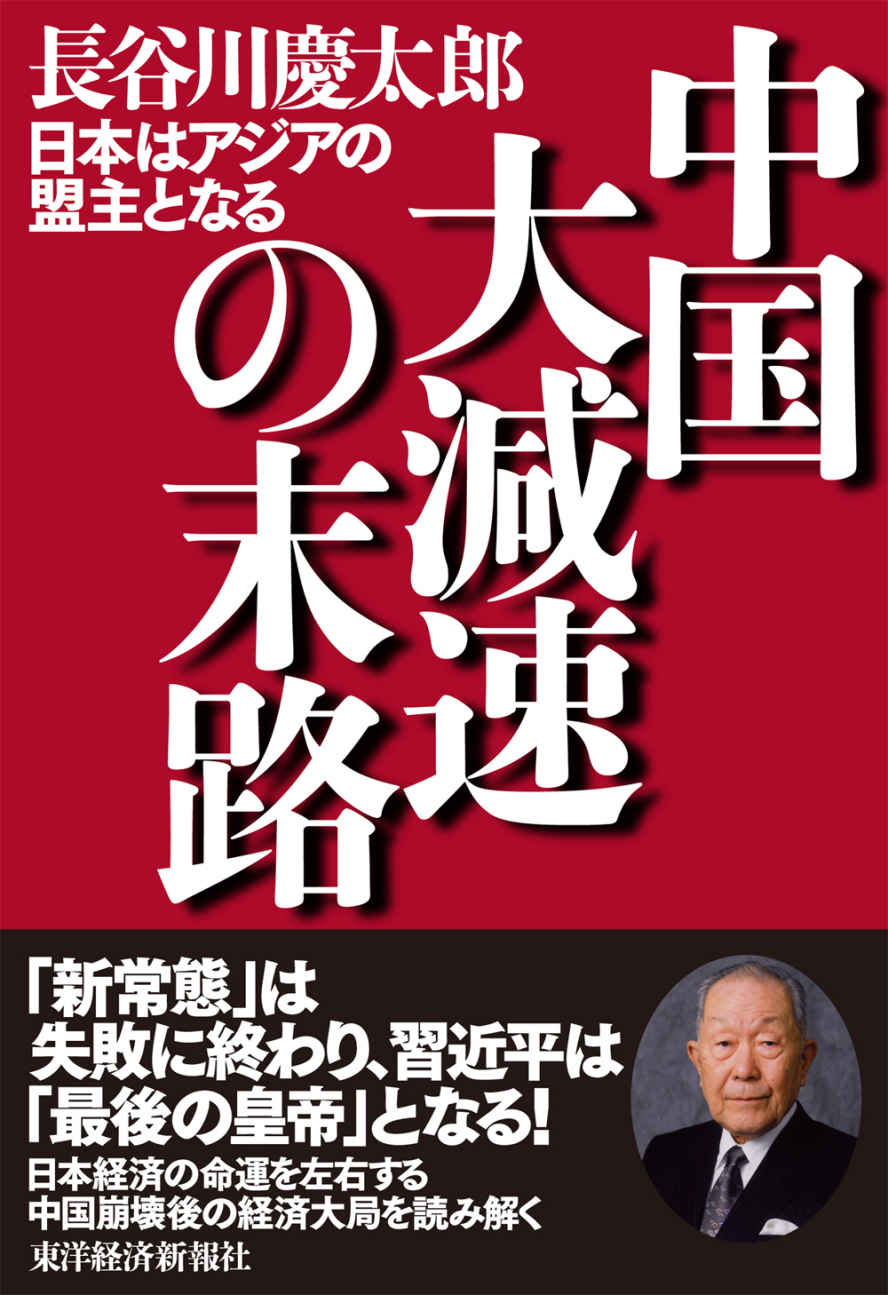 長谷川慶太郎
日本はアジアの
盟主となる
中国
大減速
の末路
「新常態」は
失敗に終わり、習近平は
「最後の皇帝」となる!
日本経済の命運を左右する
中国崩壊後の経済大局を読み解く
東洋経済新報社